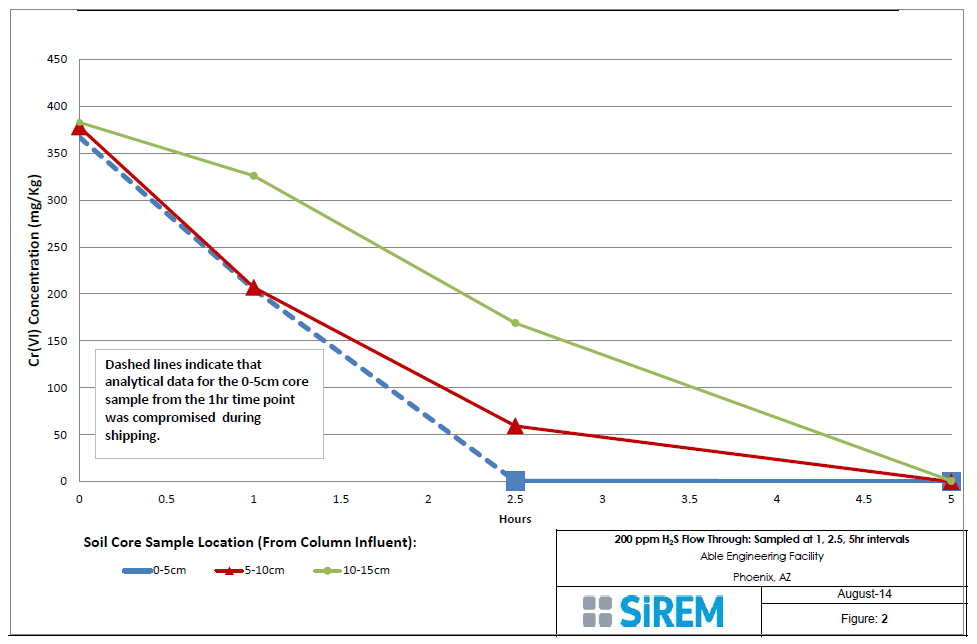 450
400
350
300
250
200
150
100
50
0
Cr(VI) Concentration (mg/Kg)
Dashed lines indicate that
analytical data for the 0-5cm core
sample from the 1hr time point
was compromised during
shipping.
0 0.5 1 1.5 2 2.5 3 3.5 4 4.5 5
Hours
Soil Core Sample Location (From Column Influent):
0-5cm 5-10cm 10-15cm
200 ppm H₂S Flow Through: Sampled at 1, 2.5, 5hr intervals
Able Engineering Facility
Phoenix, AZ
SiREM
August-14
Figure: 2